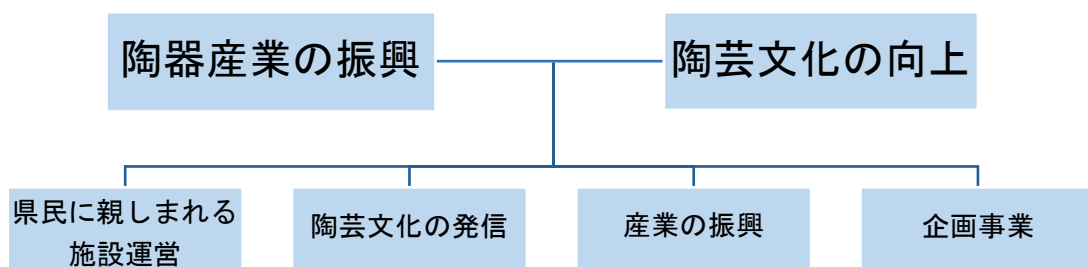 陶器産業の振興
陶芸文化の向上
県民に親しまれる
施設運営
陶芸文化の発信
産業の振興
企画事業